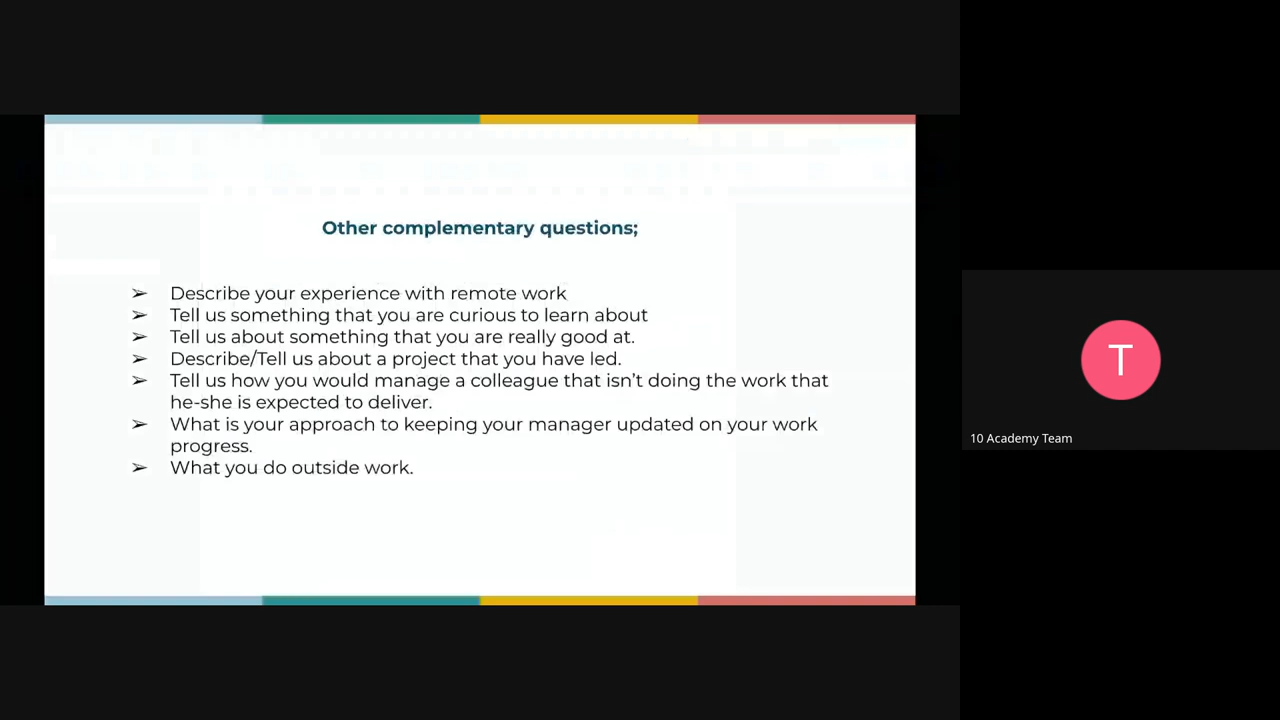 Other complementary questions;
➢ Describe your experience with remote work
➢ Tell us something that you are curious to learn about
➢ Tell us about something that you are really good at.
➢ Describe/Tell us about a project that you have led.
➢ Tell us how you would manage a colleague that isn’t doing the work that
he-she is expected to deliver.
➢ What is your approach to keeping your manager updated on your work
progress.
➢ What you do outside work.
T
10 Academy Team